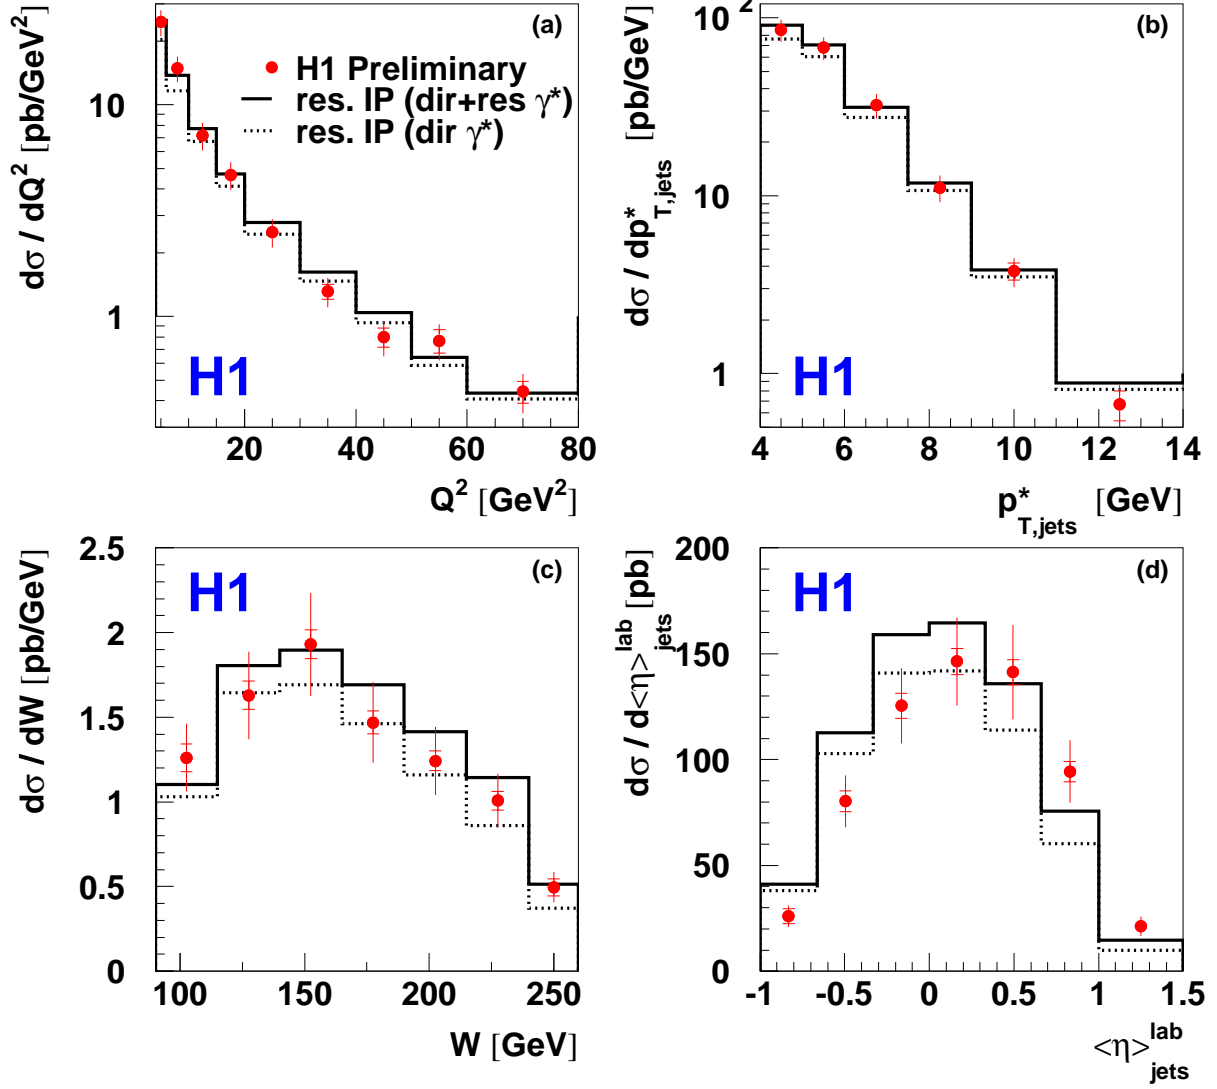 dσ / dQ² [pb/GeV²]
(a)
H1 Preliminary
res. IP (dir+res γ*)
res. IP (dir γ*)
10
1
H1
20 40 60 80
Q² [GeV²]
dσ / dp*T,jets [pb/GeV]
(b)
10²
10
1
H1
4 6 8 10 12 14
p*T,jets [GeV]
dσ / dW [pb/GeV]
(c)
H1
2.5
2
1.5
1
0.5
0
100 150 200 250
W [GeV]
dσ / d<η>lab jets [pb]
(d)
H1
200
150
100
50
0
-1 -0.5 0 0.5 1 1.5
<η>lab jets